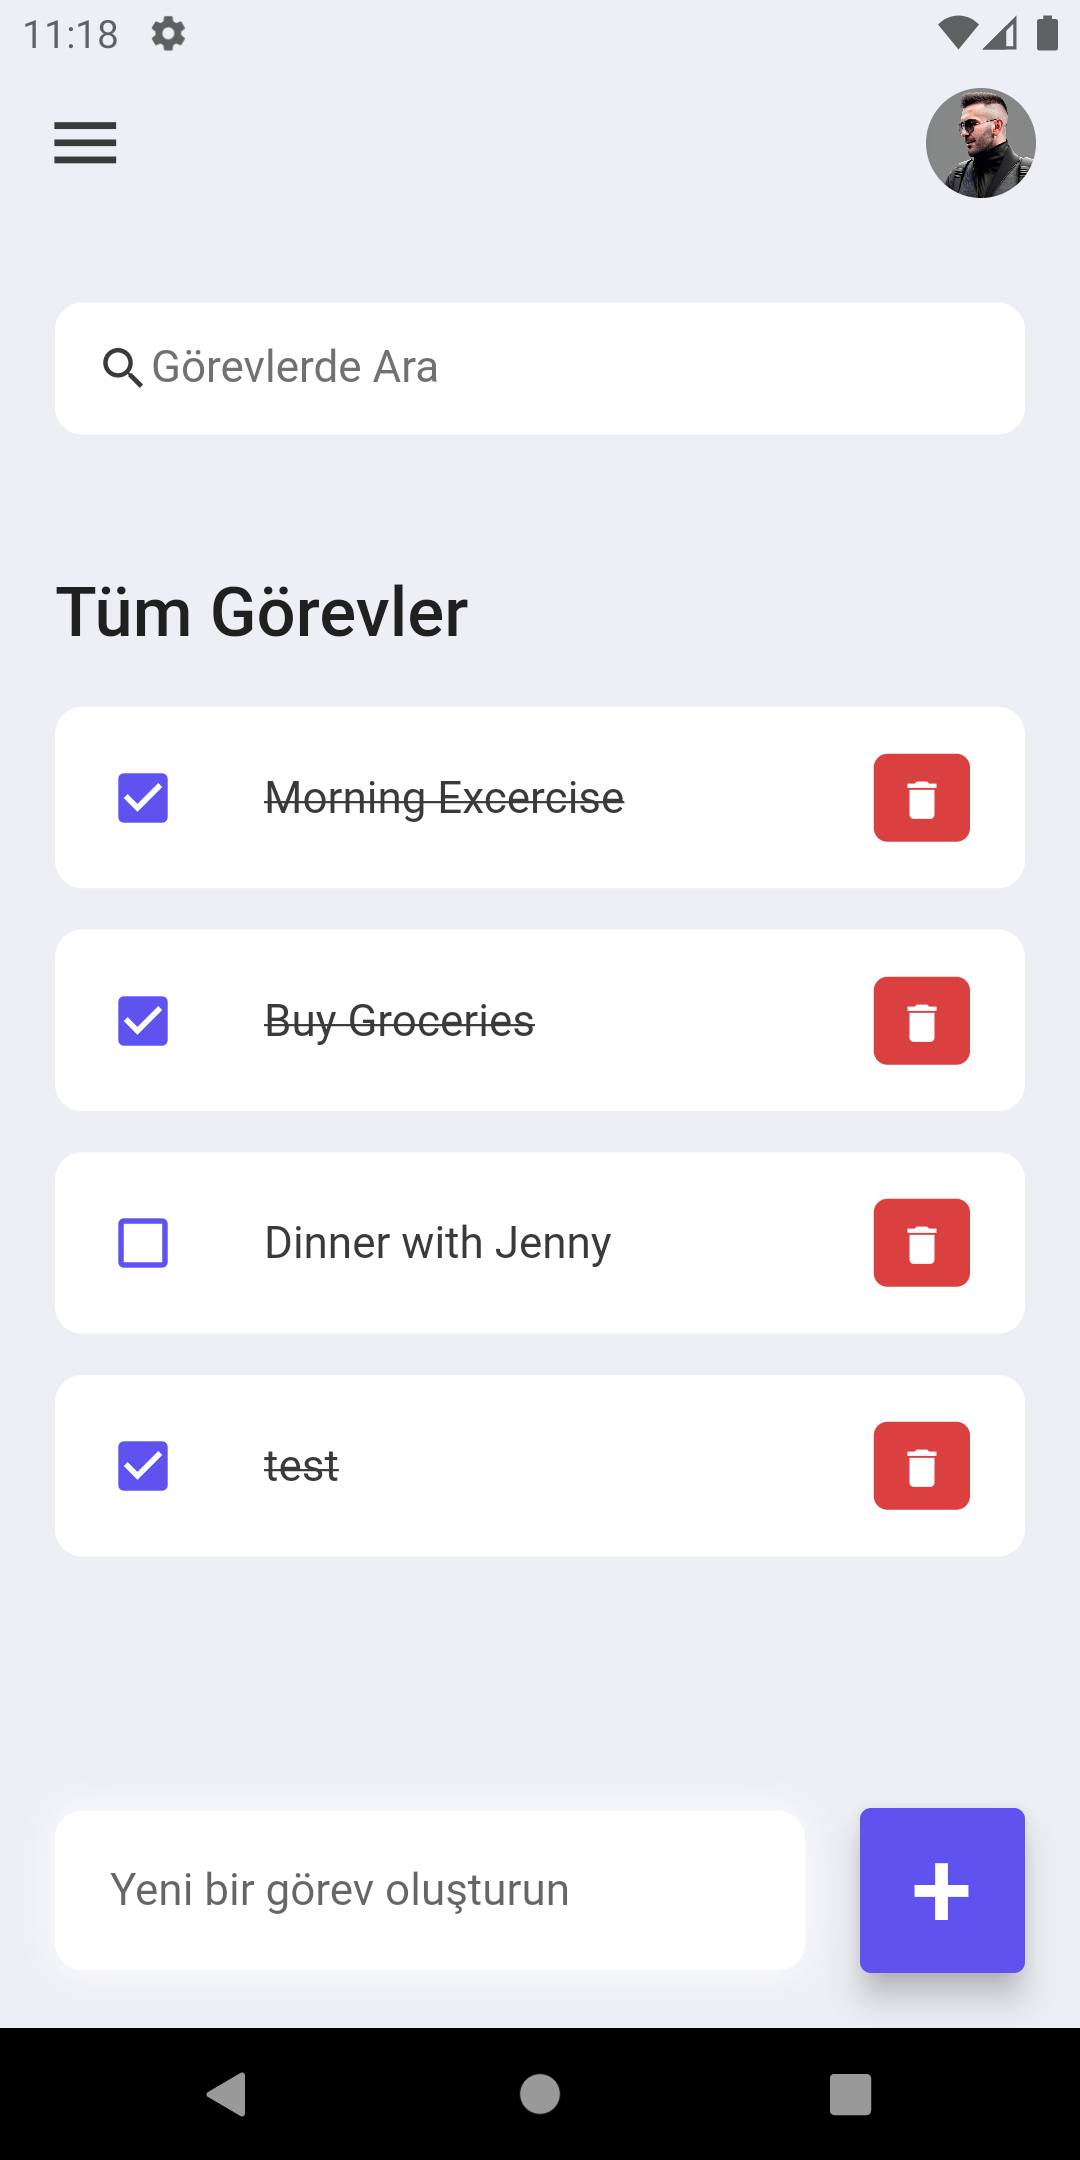 11:18
Görevlerde Ara
Tüm Görevler
Morning Excercise
Buy Groceries
Dinner with Jenny
test
Yeni bir görev oluşturun